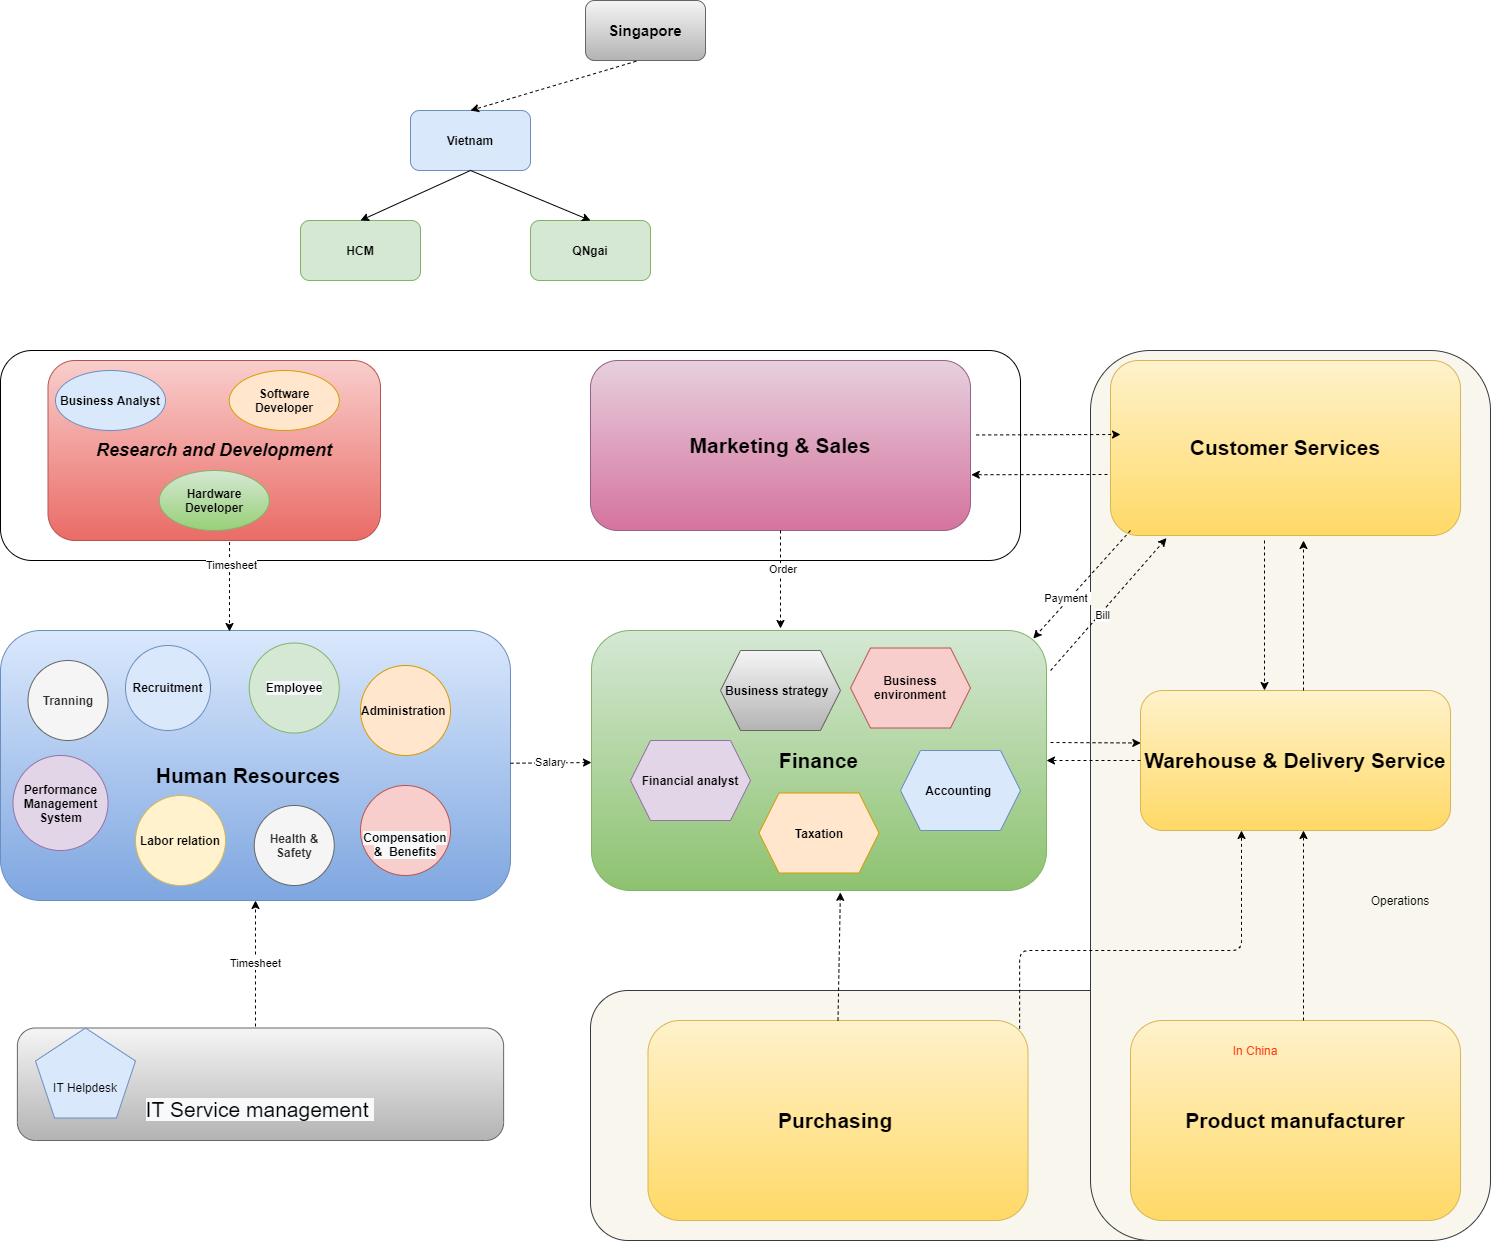 Singapore
Vietnam
HCM
QNgai
Business Analyst
Software
Developer
Research and Development
Hardware
Developer
Marketing & Sales
Customer Services
Timesheet
Order
Payment
Bill
Tranning
Recruitment
Employee
Administration
Performance
Management
System
Human Resources
Labor relation
Health &
Safety
Compensation
& Benefits
Salary
Business strategy
Business
environment
Financial analyst
Finance
Accounting
Taxation
Warehouse & Delivery Service
Operations
Timesheet
IT Helpdesk
IT Service management
Purchasing
In China
Product manufacturer